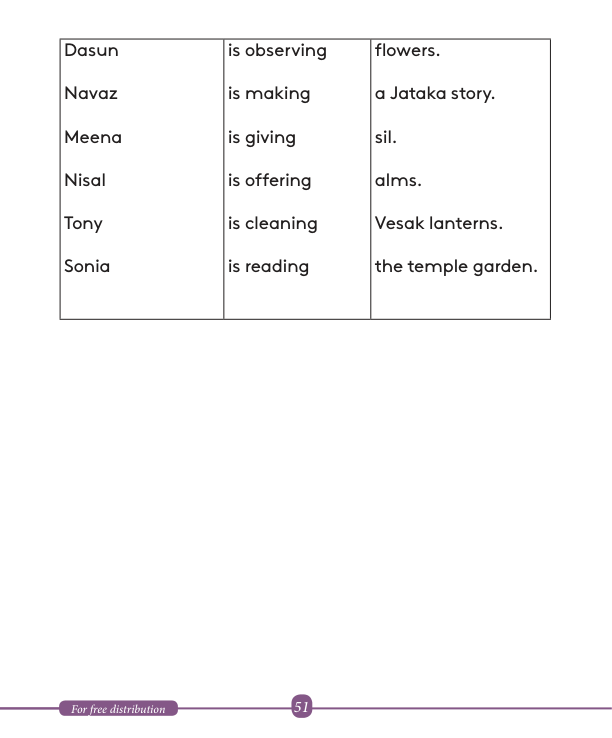 Dasun is observing flowers.
Navaz is making a Jataka story.
Meena is giving sil.
Nisal is offering alms.
Tony is cleaning Vesak lanterns.
Sonia is reading the temple garden.
For free distribution 51